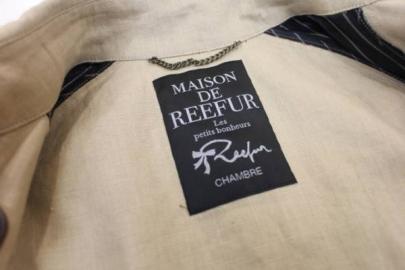 MAISON
DE
REEFUR
Les
petits bonheurs
Reefur
CHAMBRE